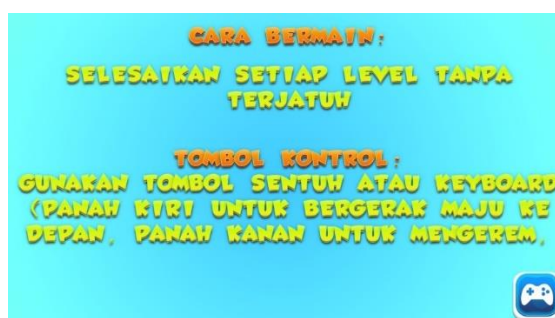 CARA BERMAIN:
SELESAIKAN SETIAP LEVEL TANPA
TERJATUH
TOMBOL KONTROL:
GUNAKAN TOMBOL SENTUH ATAU KEYBOARD
(PANAH KIRI UNTUK BERGERAK MAJU KE
DEPAN, PANAH KANAN UNTUK MENGEREM,